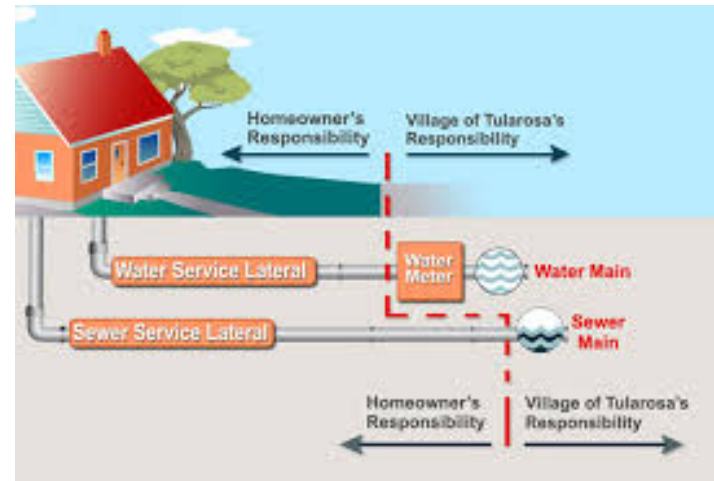 Homeowner's
Responsibility
Village of Tularosa's
Responsibility
Water Service Lateral
Water
Meter
Water Main
Sewer Service Lateral
Sewer
Main
Homeowner's
Responsibility
Village of Tularosa's
Responsibility